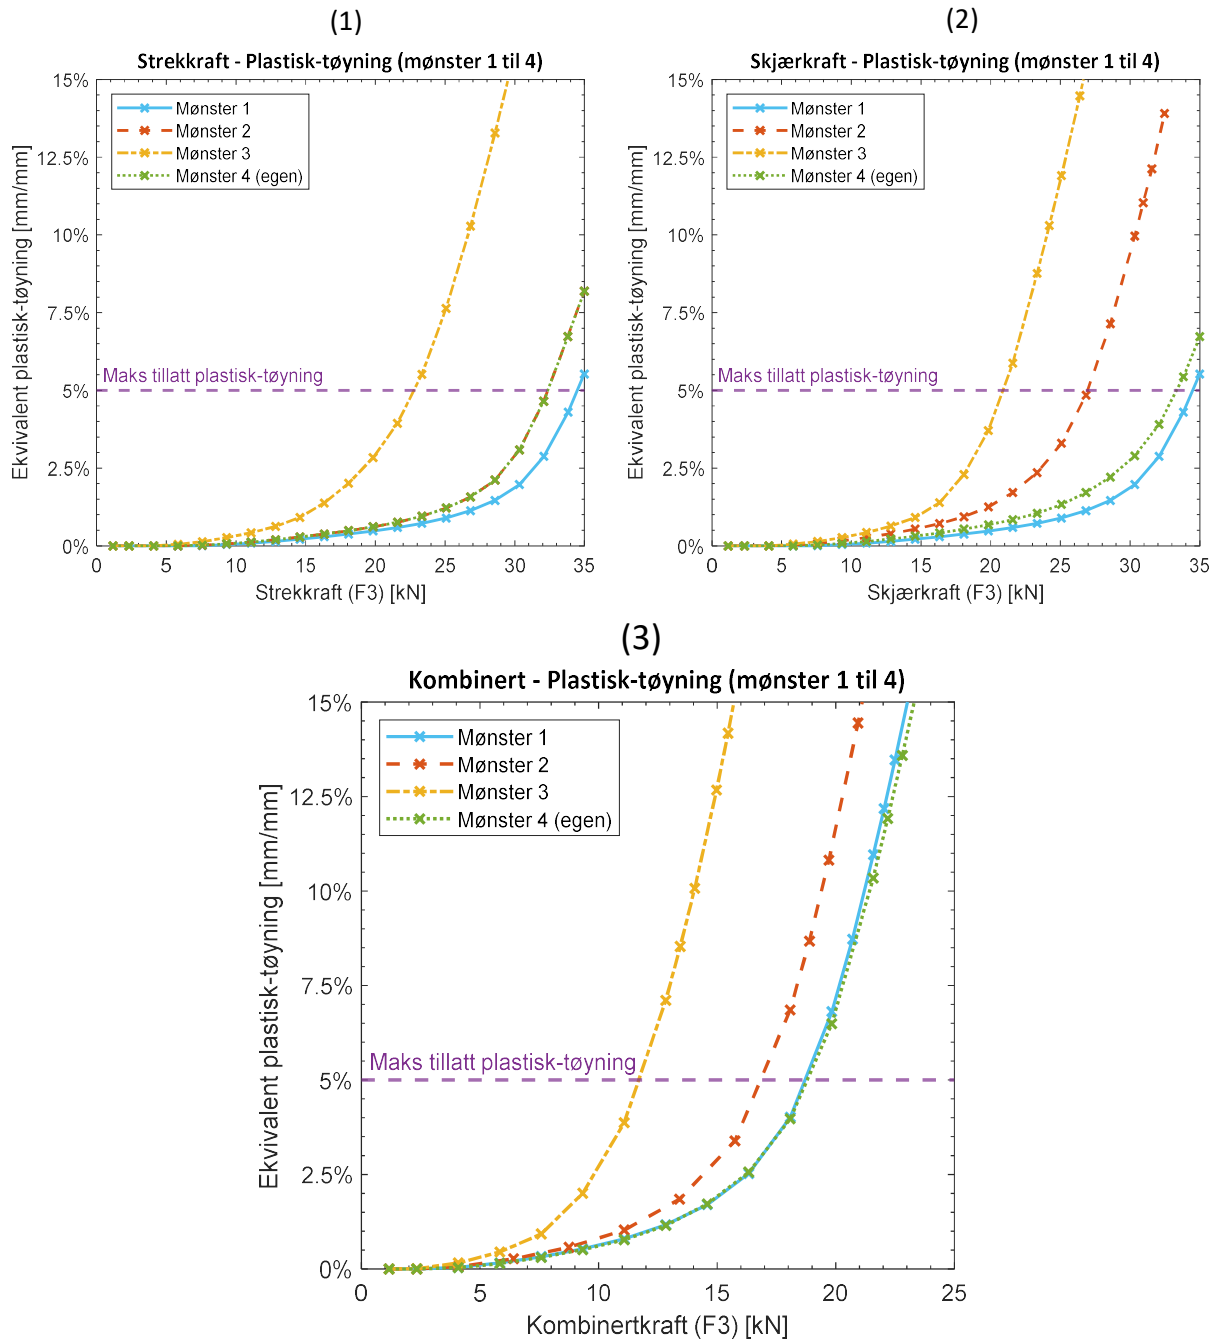 (1)
Strekkraft - Plastisk-tøyning (mønster 1 til 4)
15%
12.5%
10%
7.5%
5%
2.5%
0%
Ekvivalent plastisk-tøyning [mm/mm]
Mønster 1
Mønster 2
Mønster 3
Mønster 4 (egen)
Maks tillatt plastisk-tøyning
0 5 10 15 20 25 30 35
Strekkraft (F3) [kN]
(2)
Skjærkraft - Plastisk-tøyning (mønster 1 til 4)
15%
12.5%
10%
7.5%
5%
2.5%
0%
Ekvivalent plastisk-tøyning [mm/mm]
Mønster 1
Mønster 2
Mønster 3
Mønster 4 (egen)
Maks tillatt plastisk-tøyning
0 5 10 15 20 25 30 35
Skjærkraft (F3) [kN]
(3)
Kombinert - Plastisk-tøyning (mønster 1 til 4)
15%
12.5%
10%
7.5%
5%
2.5%
0%
Ekvivalent plastisk-tøyning [mm/mm]
Mønster 1
Mønster 2
Mønster 3
Mønster 4 (egen)
Maks tillatt plastisk-tøyning
0 5 10 15 20 25
Kombinertkraft (F3) [kN]